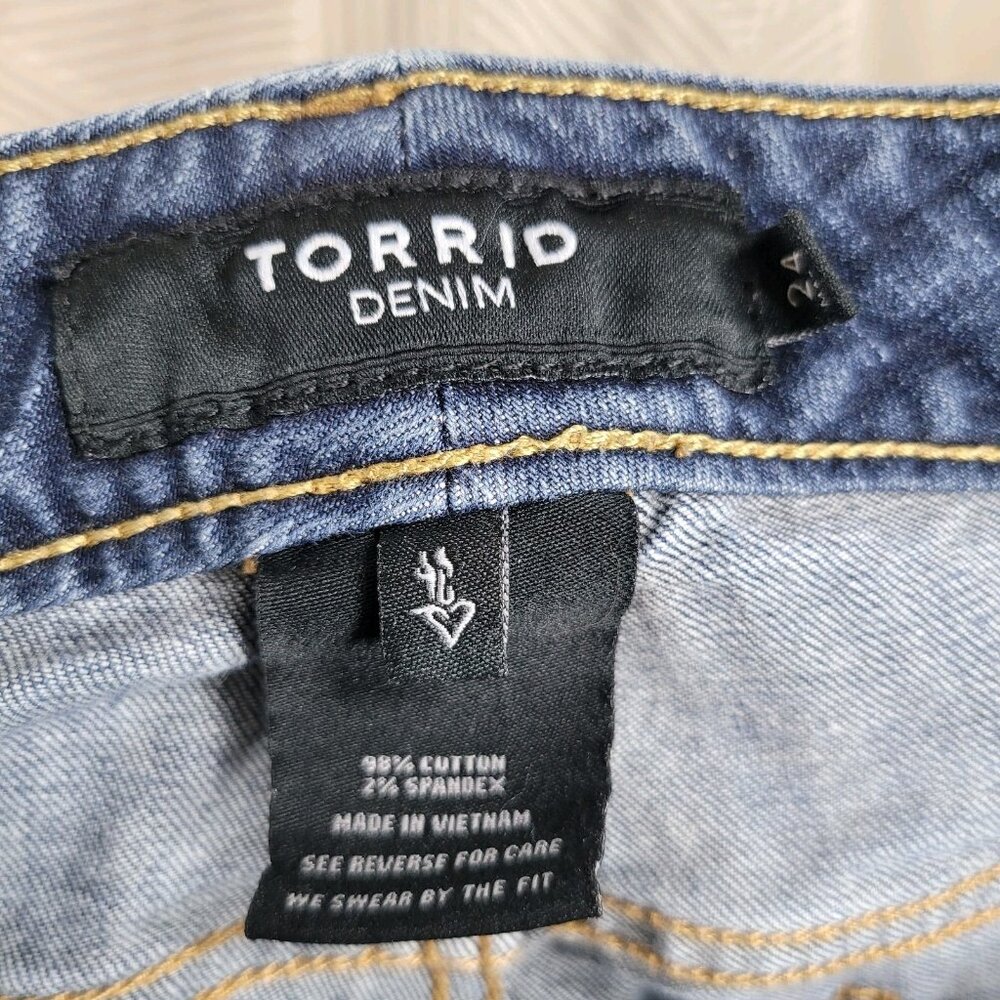 TORRID
DENIM
24
98% COTTON
2% SPANDEX
MADE IN VIETNAM
SEE REVERSE FOR CARE
WE SWEAR BY THE FIT